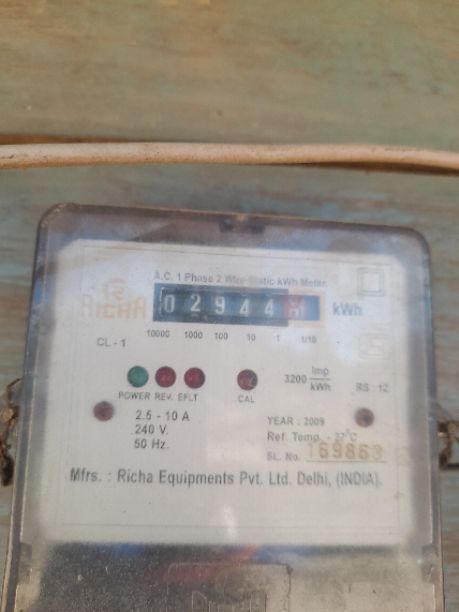 A.C. 1 Phase 2 Wire Static kWh Meter
RICHA 02944 kWh
10000 1000 100 10 1 1/10
CL - 1
3200 Imp/kWh
RS : 12
POWER REV. EFLT CAL
2.5 - 10 A
240 V.
50 Hz.
YEAR : 2009
Ref. Temp. - 27°C
SL. No. 169863
Mfrs. : Richa Equipments Pvt. Ltd. Delhi, (INDIA).